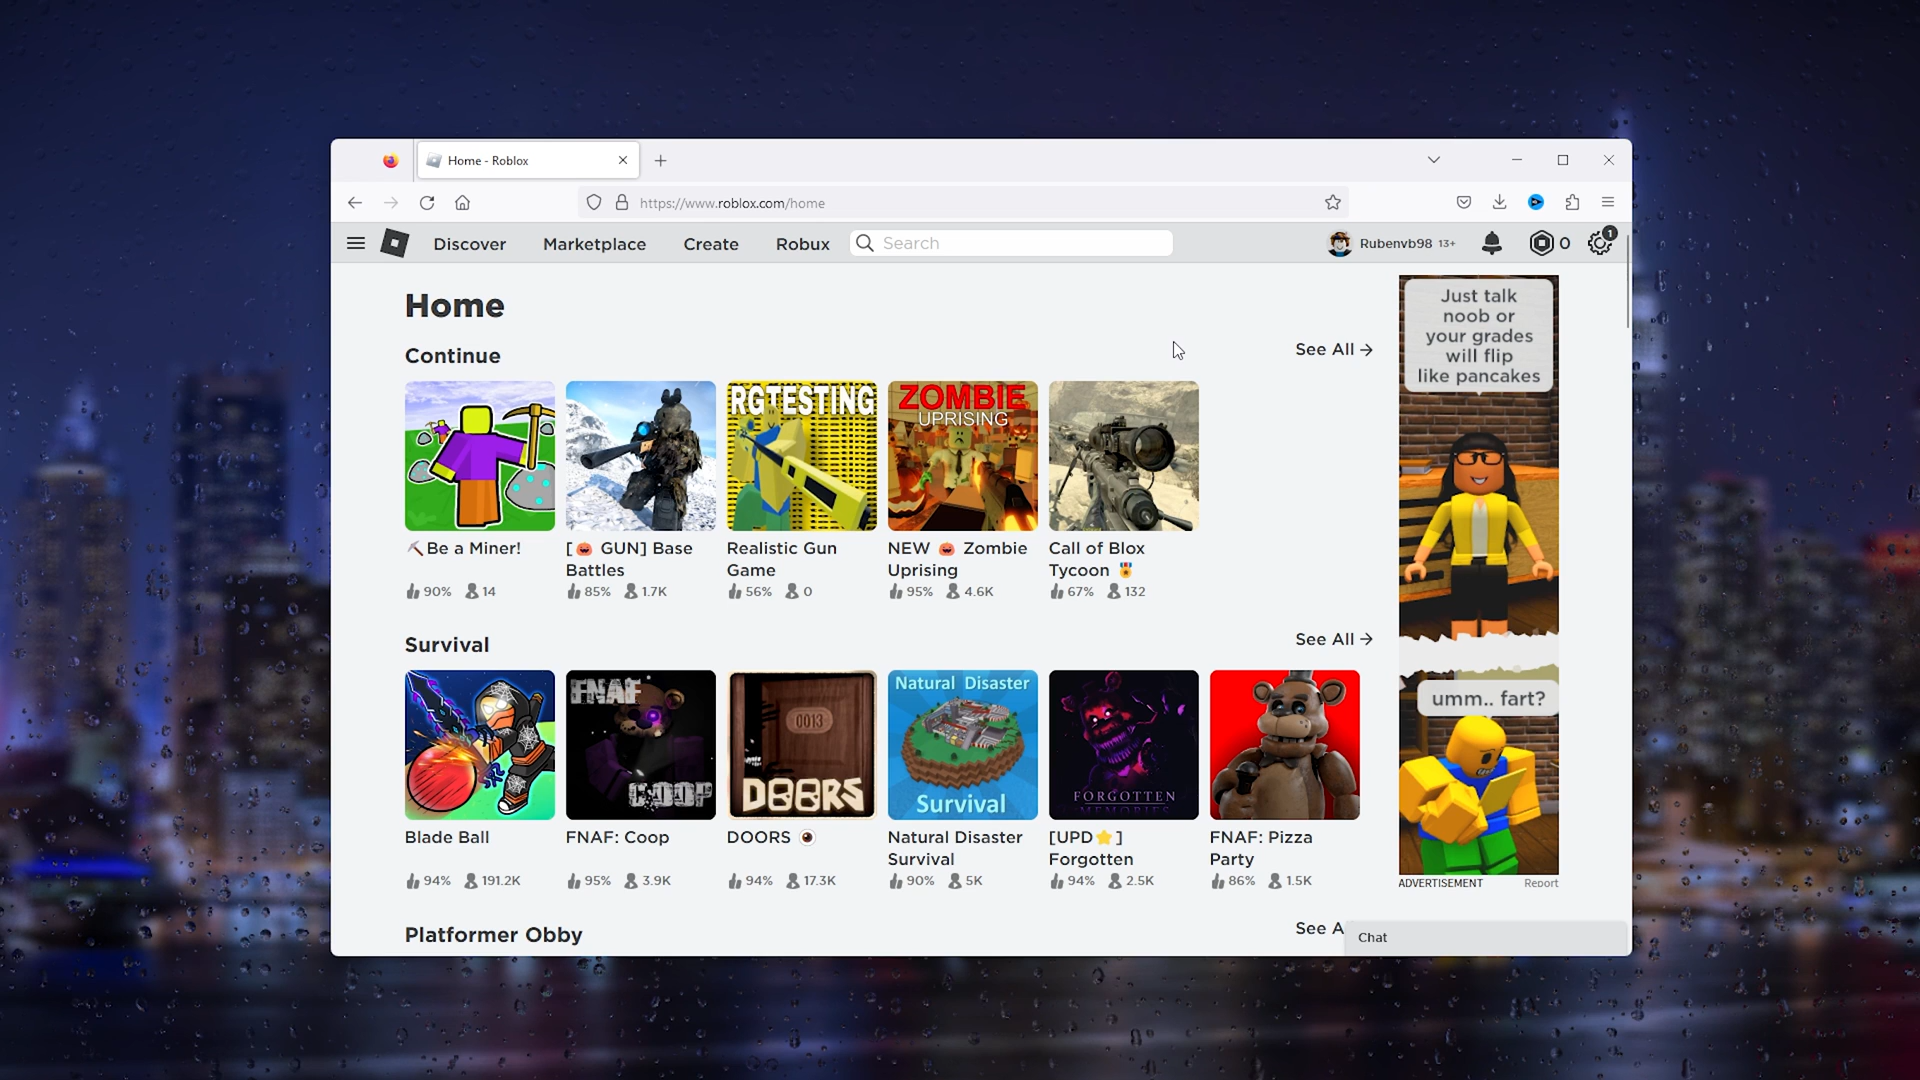 Home - Roblox
https://www.roblox.com/home
Discover
Marketplace
Create
Robux
Search
Rubenvb98 13+
0
1
Home
Continue
See All →
RGTESTING
ZOMBIE
UPRISING
⛏Be a Miner!
[🎃 GUN] Base
Battles
Realistic Gun
Game
NEW 🎃 Zombie
Uprising
Call of Blox
Tycoon 🎖
90% 14
85% 1.7K
56% 0
95% 4.6K
67% 132
Survival
See All →
FNAF
COOP
0013
DOORS
Natural Disaster
Survival
FORGOTTEN
MEMORIES
Blade Ball
FNAF: Coop
DOORS 👁
Natural Disaster
Survival
[UPD⭐]
Forgotten
FNAF: Pizza
Party
94% 191.2K
95% 3.9K
94% 17.3K
90% 5K
94% 2.5K
86% 1.5K
Platformer Obby
See A
Chat
Just talk
noob or
your grades
will flip
like pancakes
umm.. fart?
ADVERTISEMENT
Report